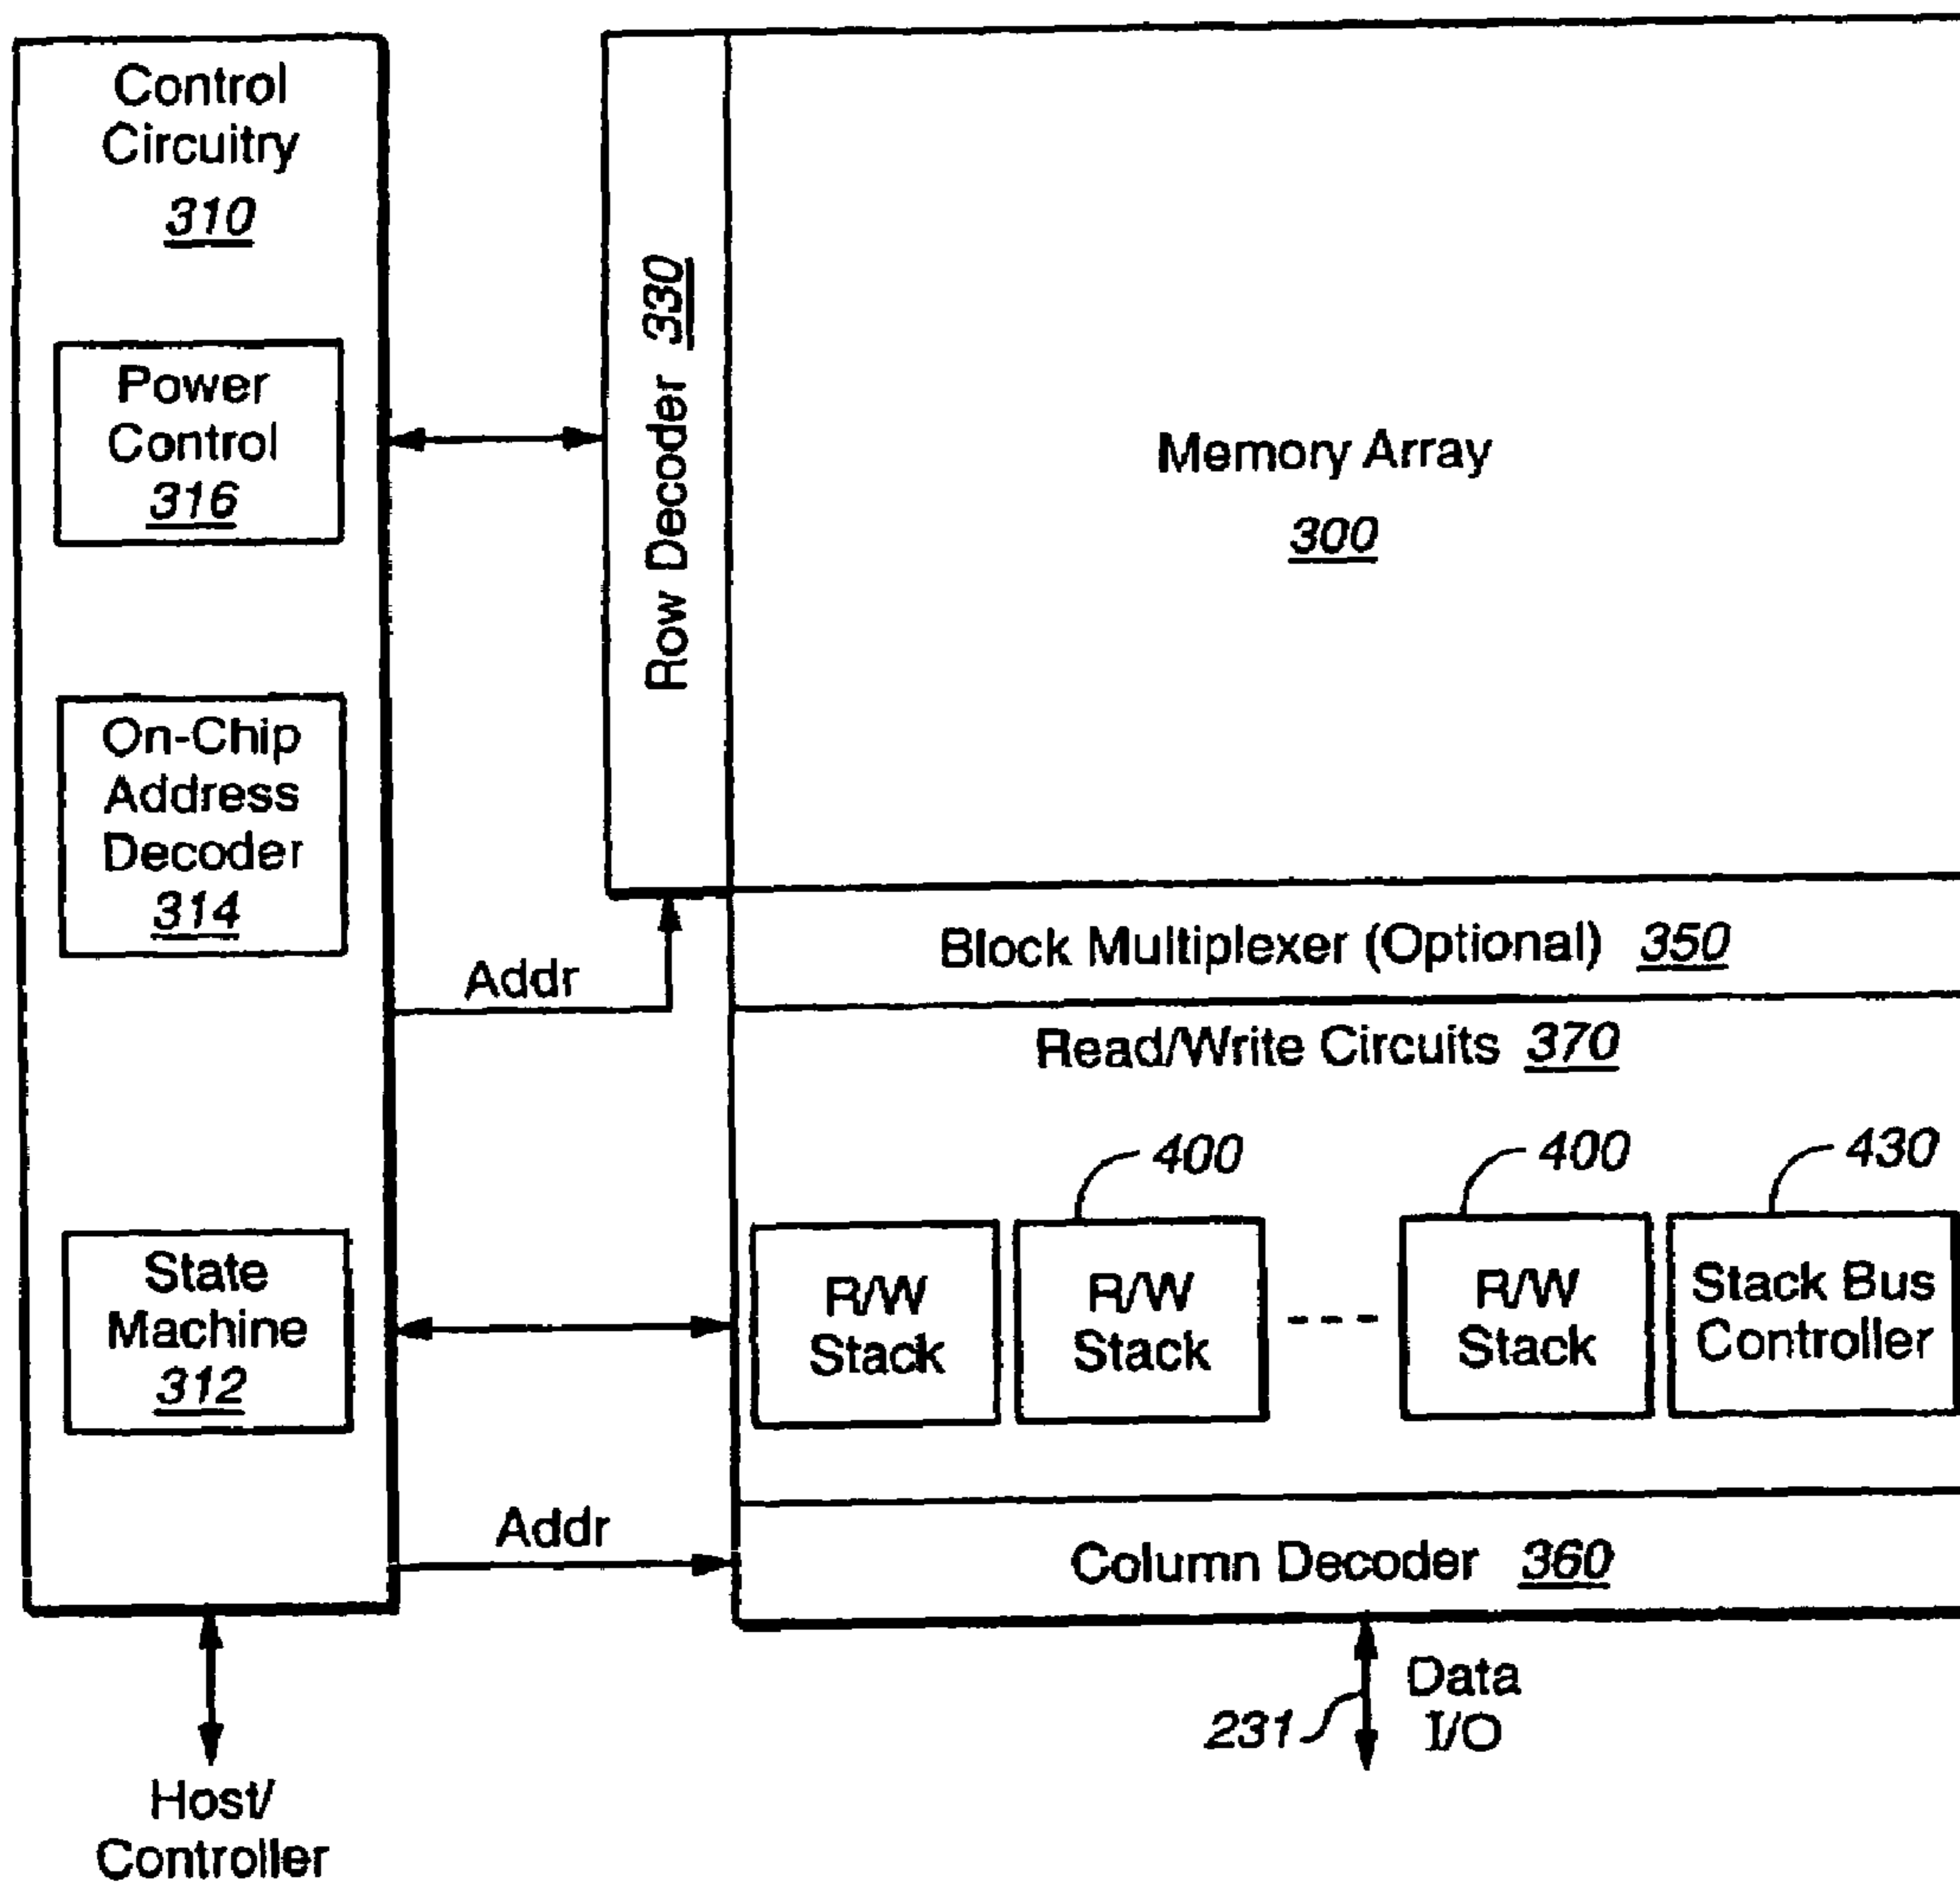 Control
Circuitry
310
Power
Control
316
On-Chip
Address
Decoder
314
State
Machine
312
Host/
Controller
Addr
Addr
Row Decoder 330
Memory Array
300
Block Multiplexer (Optional) 350
Read/Write Circuits 370
400
400
430
R/W
Stack
R/W
Stack
---
R/W
Stack
Stack Bus
Controller
Column Decoder 360
231
Data
I/O